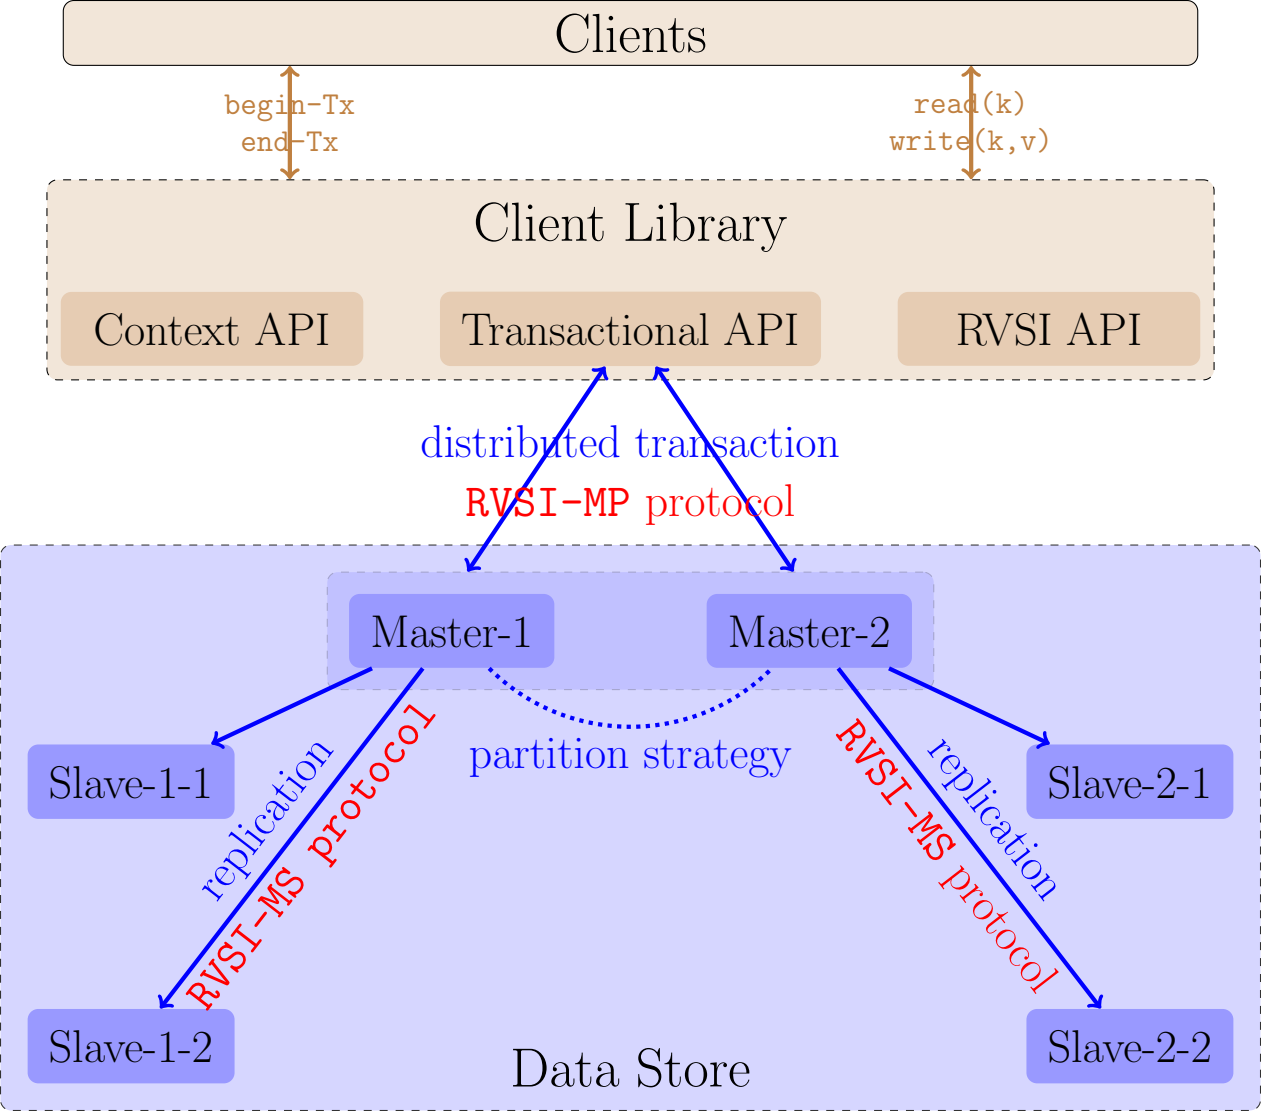 Clients
begin-Tx
end-Tx
read(k)
write(k,v)
Client Library
Context API
Transactional API
RVSI API
distributed transaction
RVSI-MP protocol
Master-1
Master-2
partition strategy
Slave-1-1
replication
RVSI-MS protocol
RVSI-MS protocol
replication
Slave-2-1
Slave-1-2
Data Store
Slave-2-2